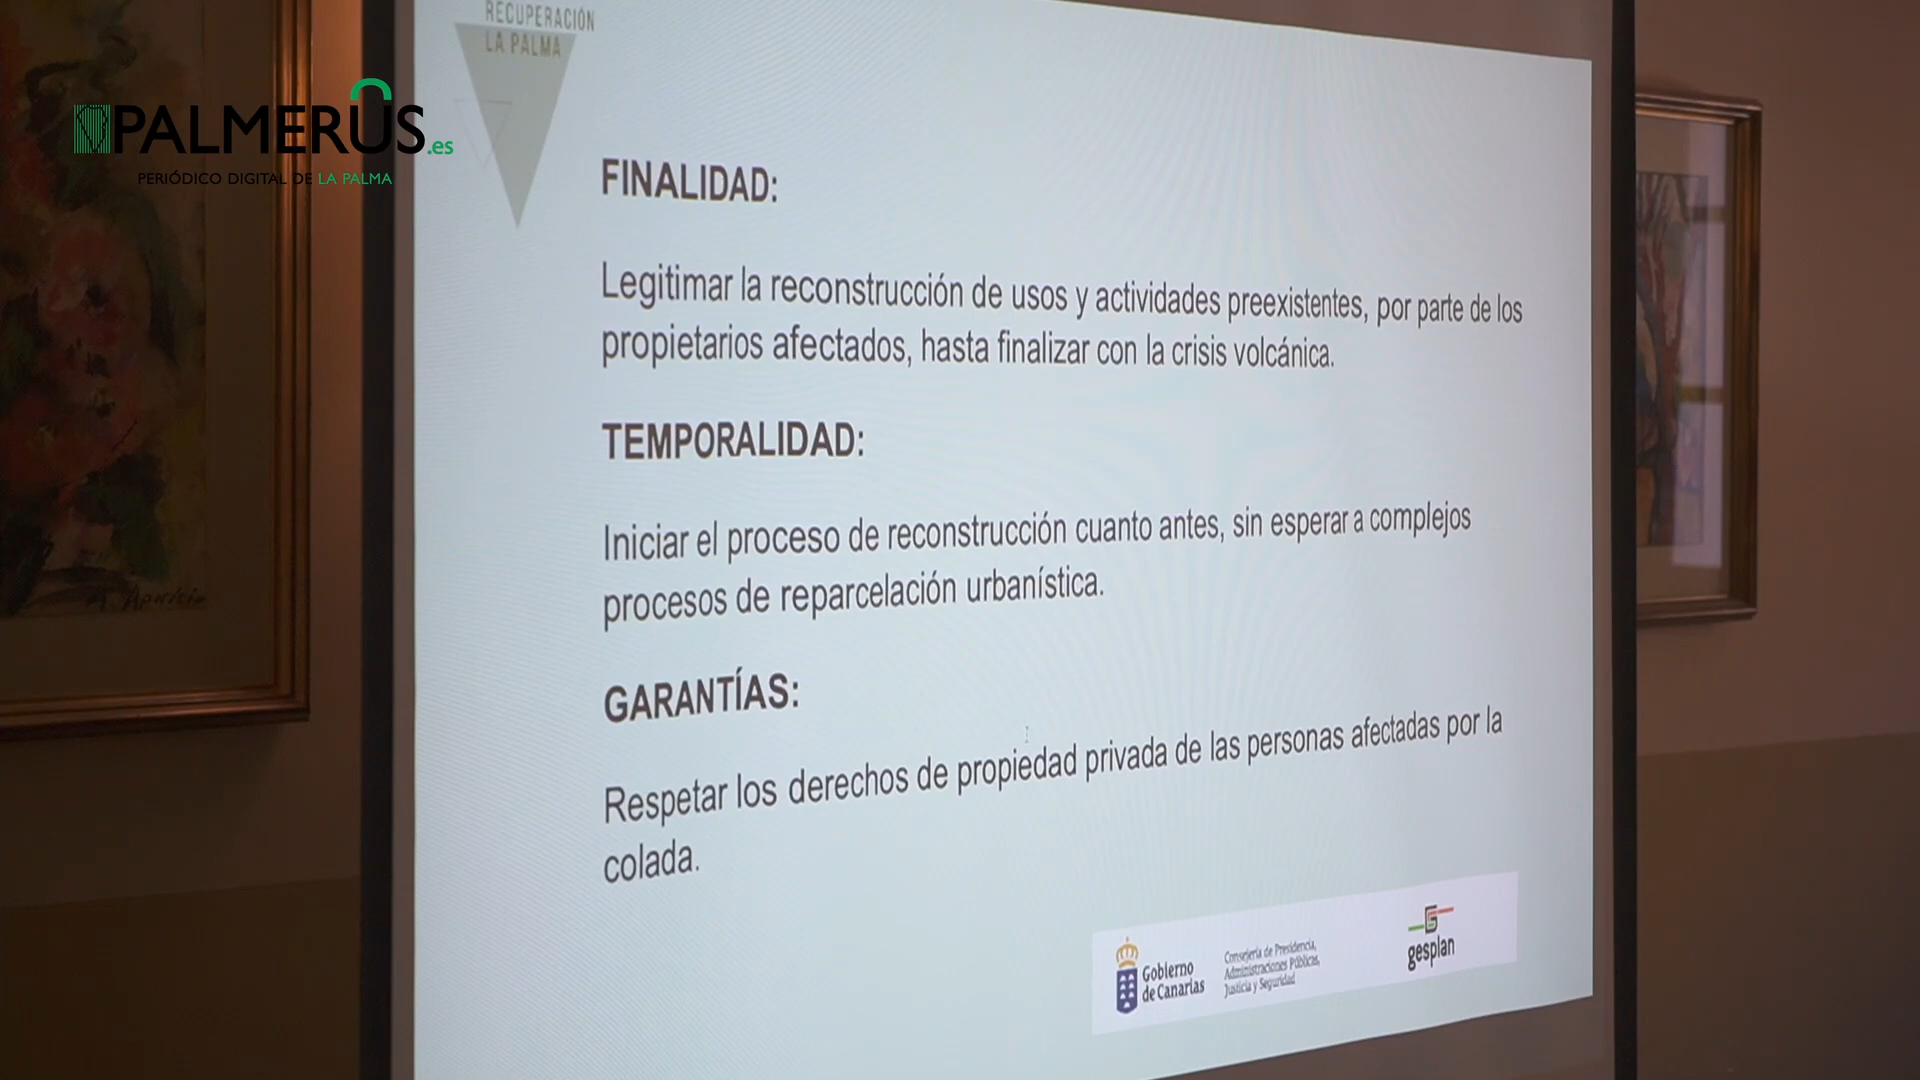 RECUPERACIÓN
LA PALMA
PALMERUS.es
PERIÓDICO DIGITAL DE LA PALMA
FINALIDAD:
Legitimar la reconstrucción de usos y actividades preexistentes, por parte de los
propietarios afectados, hasta finalizar con la crisis volcánica.
TEMPORALIDAD:
Iniciar el proceso de reconstrucción cuanto antes, sin esperar a complejos
procesos de reparcelación urbanística.
GARANTÍAS:
Respetar los derechos de propiedad privada de las personas afectadas por la
colada.
Gobierno
de Canarias
Consejería de Presidencia,
Administraciones Públicas,
Justicia y Seguridad
gesplan
Aparicio